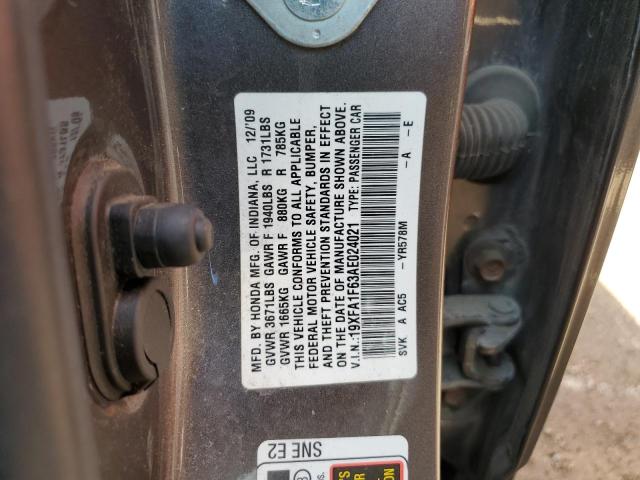 MFD. BY HONDA MFG. OF INDIANA, LLC 12/'09
GVWR 3671LBS GAWR F 1940LBS R 1731LBS
GVWR 1665KG GAWR F 880KG R 785KG
THIS VEHICLE CONFORMS TO ALL APPLICABLE
FEDERAL MOTOR VEHICLE SAFETY, BUMPER,
AND THEFT PREVENTION STANDARDS IN EFFECT
ON THE DATE OF MANUFACTURE SHOWN ABOVE.
V.I.N.:19XFA1F63AE024021 TYPE: PASSENGER CAR
-YR578M -A -E
SVK A AC5
SNE E2